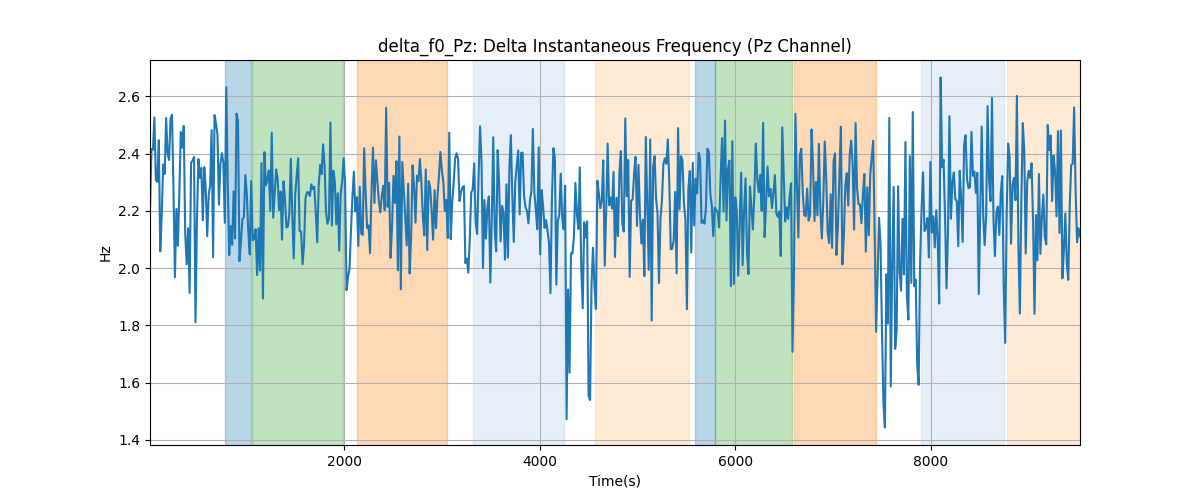 delta_f0_Pz: Delta Instantaneous Frequency (Pz Channel)
2.6
2.4
2.2
2.0
1.8
1.6
1.4
Hz
2000 4000 6000 8000
Time(s)